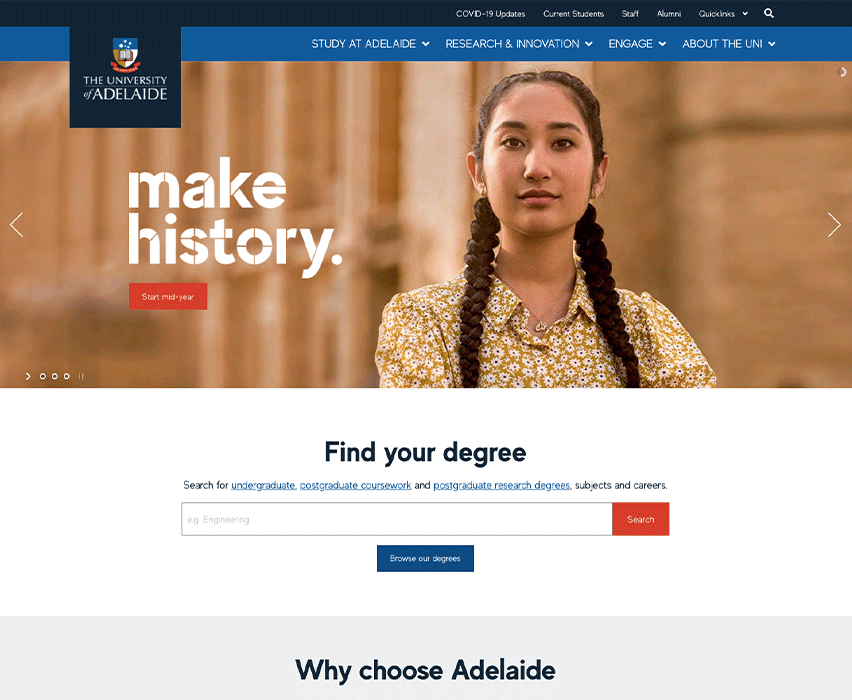 COVID-19 Updates Current Students Staff Alumni Quicklinks
STUDY AT ADELAIDE RESEARCH & INNOVATION ENGAGE ABOUT THE UNI
THE UNIVERSITY
of ADELAIDE
make
history.
Start mid-year
Find your degree
Search for undergraduate, postgraduate coursework and postgraduate research degrees, subjects and careers.
e.g. Engineering Search
Browse our degrees
Why choose Adelaide